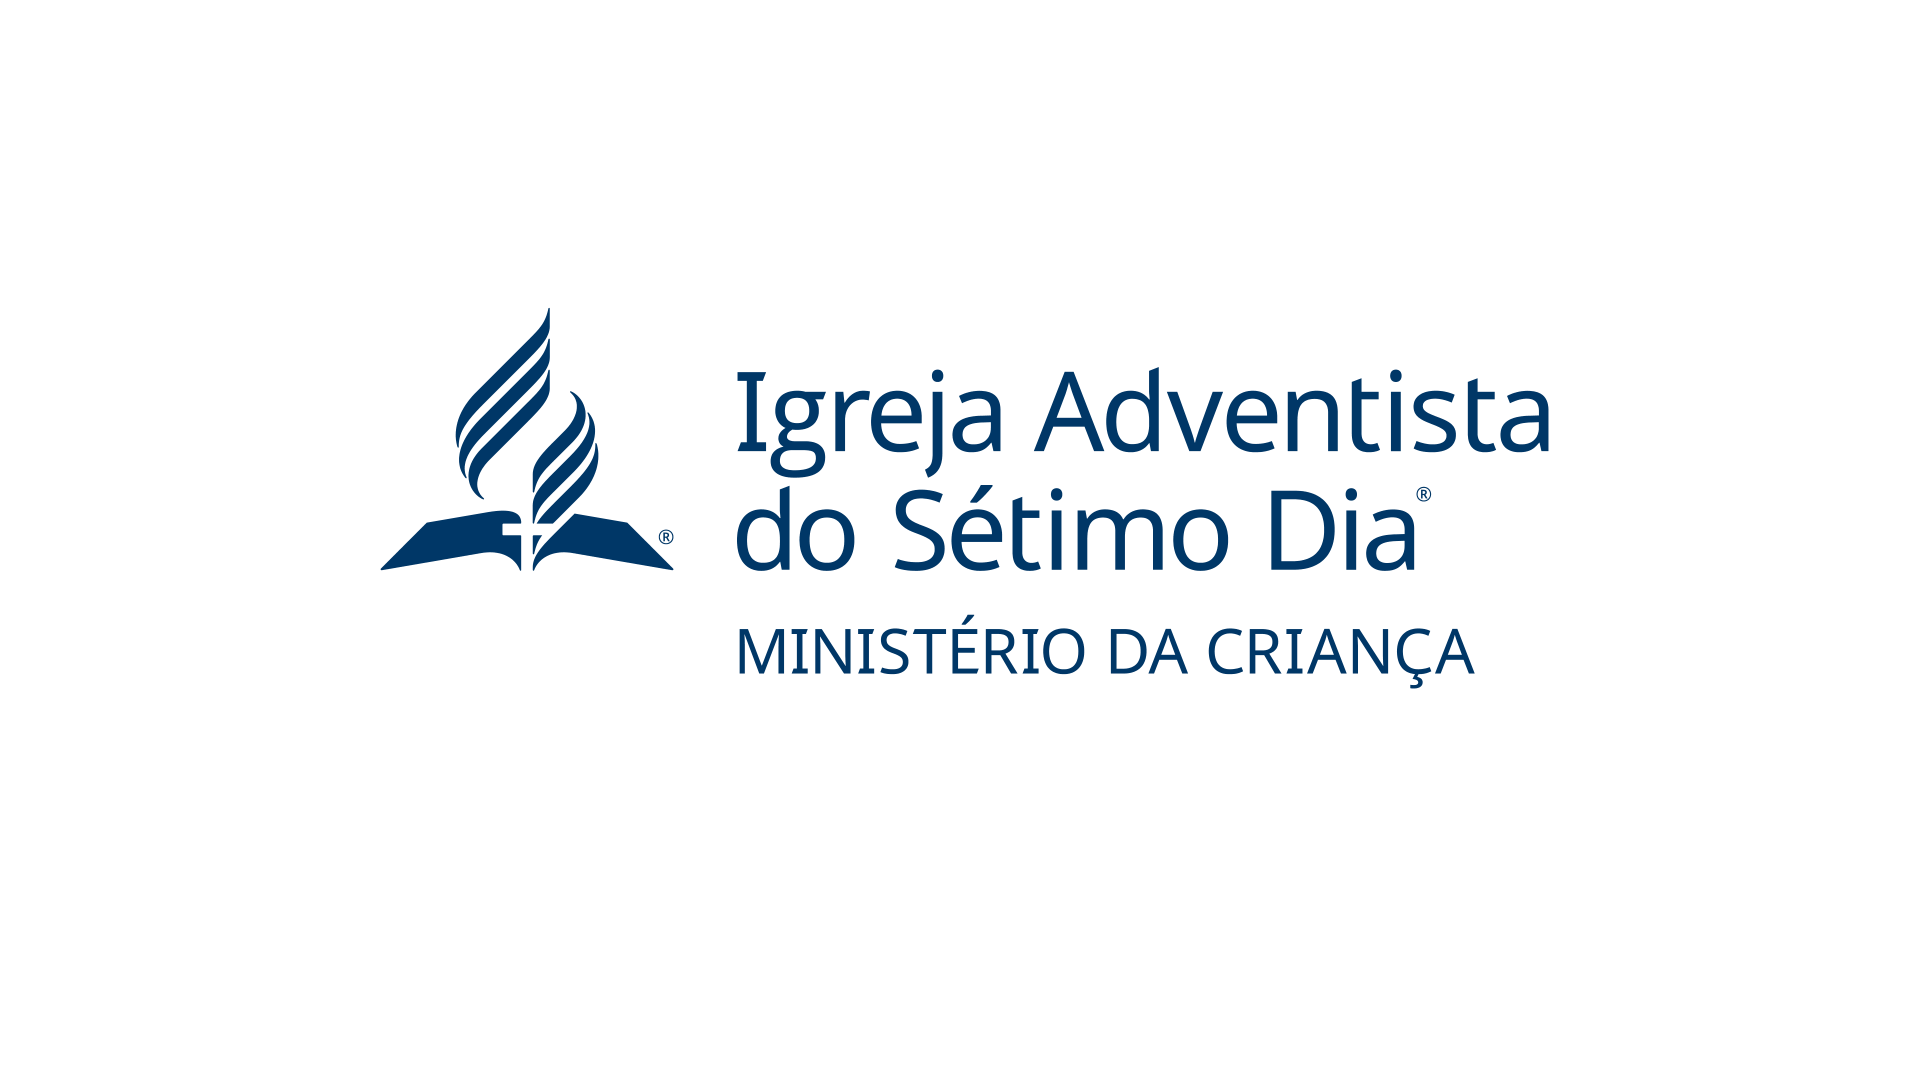 Igreja Adventista
do Sétimo Dia®
®
MINISTÉRIO DA CRIANÇA